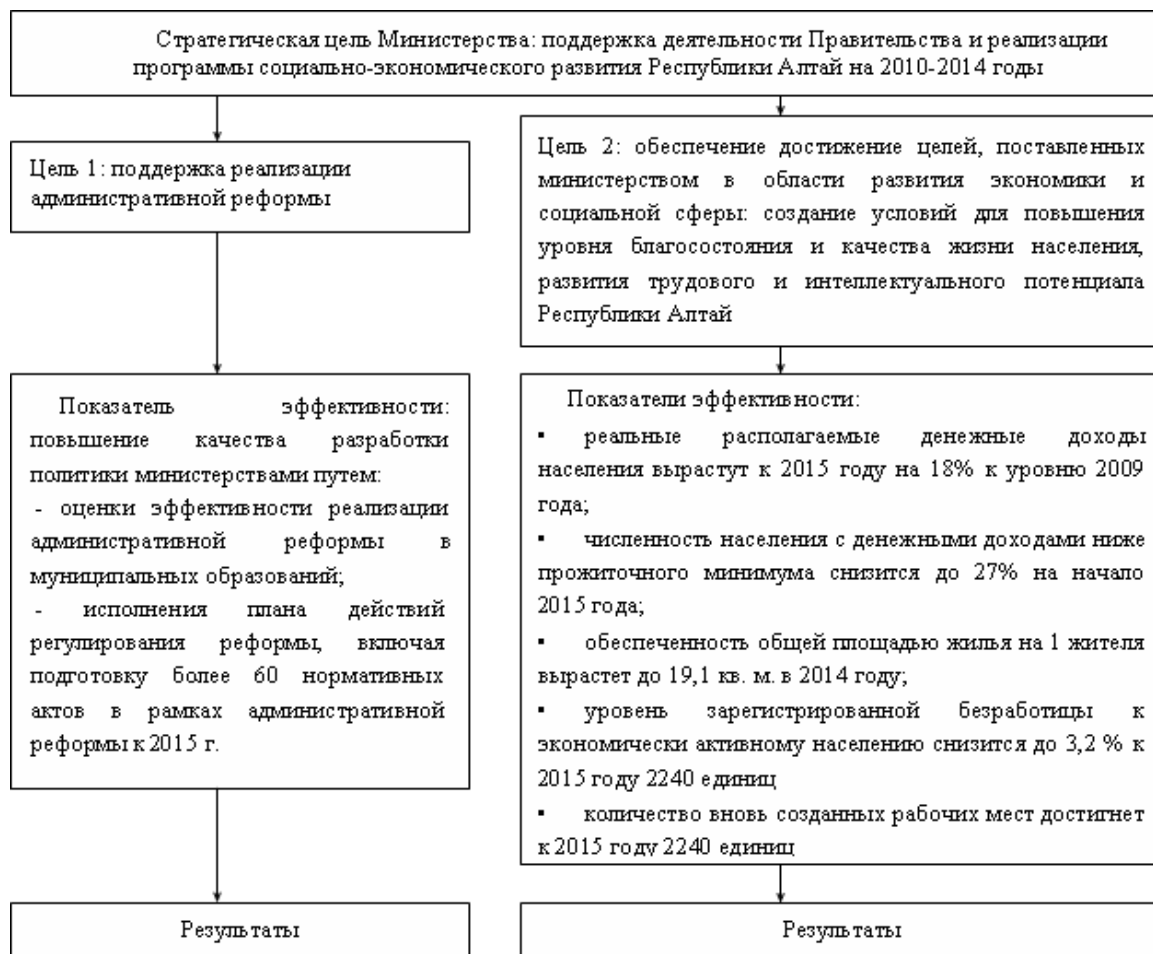 Стратегическая цель Министерства: поддержка деятельности Правительства и реализации
программы социально-экономического развития Республики Алтай на 2010-2014 годы
Цель 1: поддержка реализации
административной реформы
Цель 2: обеспечение достижение целей, поставленных
министерством в области развития экономики и
социальной сферы: создание условий для повышения
уровня благосостояния и качества жизни населения,
развития трудового и интеллектуального потенциала
Республики Алтай
Показатель эффективности:
повышение качества разработки
политики министерствами путем:
- оценки эффективности реализации
административной реформы в
муниципальных образований;
- исполнения плана действий
регулирования реформы, включая
подготовку более 60 нормативных
актов в рамках административной
реформы к 2015 г.
Показатели эффективности:
▪ реальные располагаемые денежные доходы
населения вырастут к 2015 году на 18% к уровню 2009
года;
▪ численность населения с денежными доходами ниже
прожиточного минимума снизится до 27% на начало
2015 года;
▪ обеспеченность общей площадью жилья на 1 жителя
вырастет до 19,1 кв. м. в 2014 году;
▪ уровень зарегистрированной безработицы к
экономически активному населению снизится до 3,2 % к
2015 году 2240 единиц
▪ количество вновь созданных рабочих мест достигнет
к 2015 году 2240 единиц
Результаты
Результаты